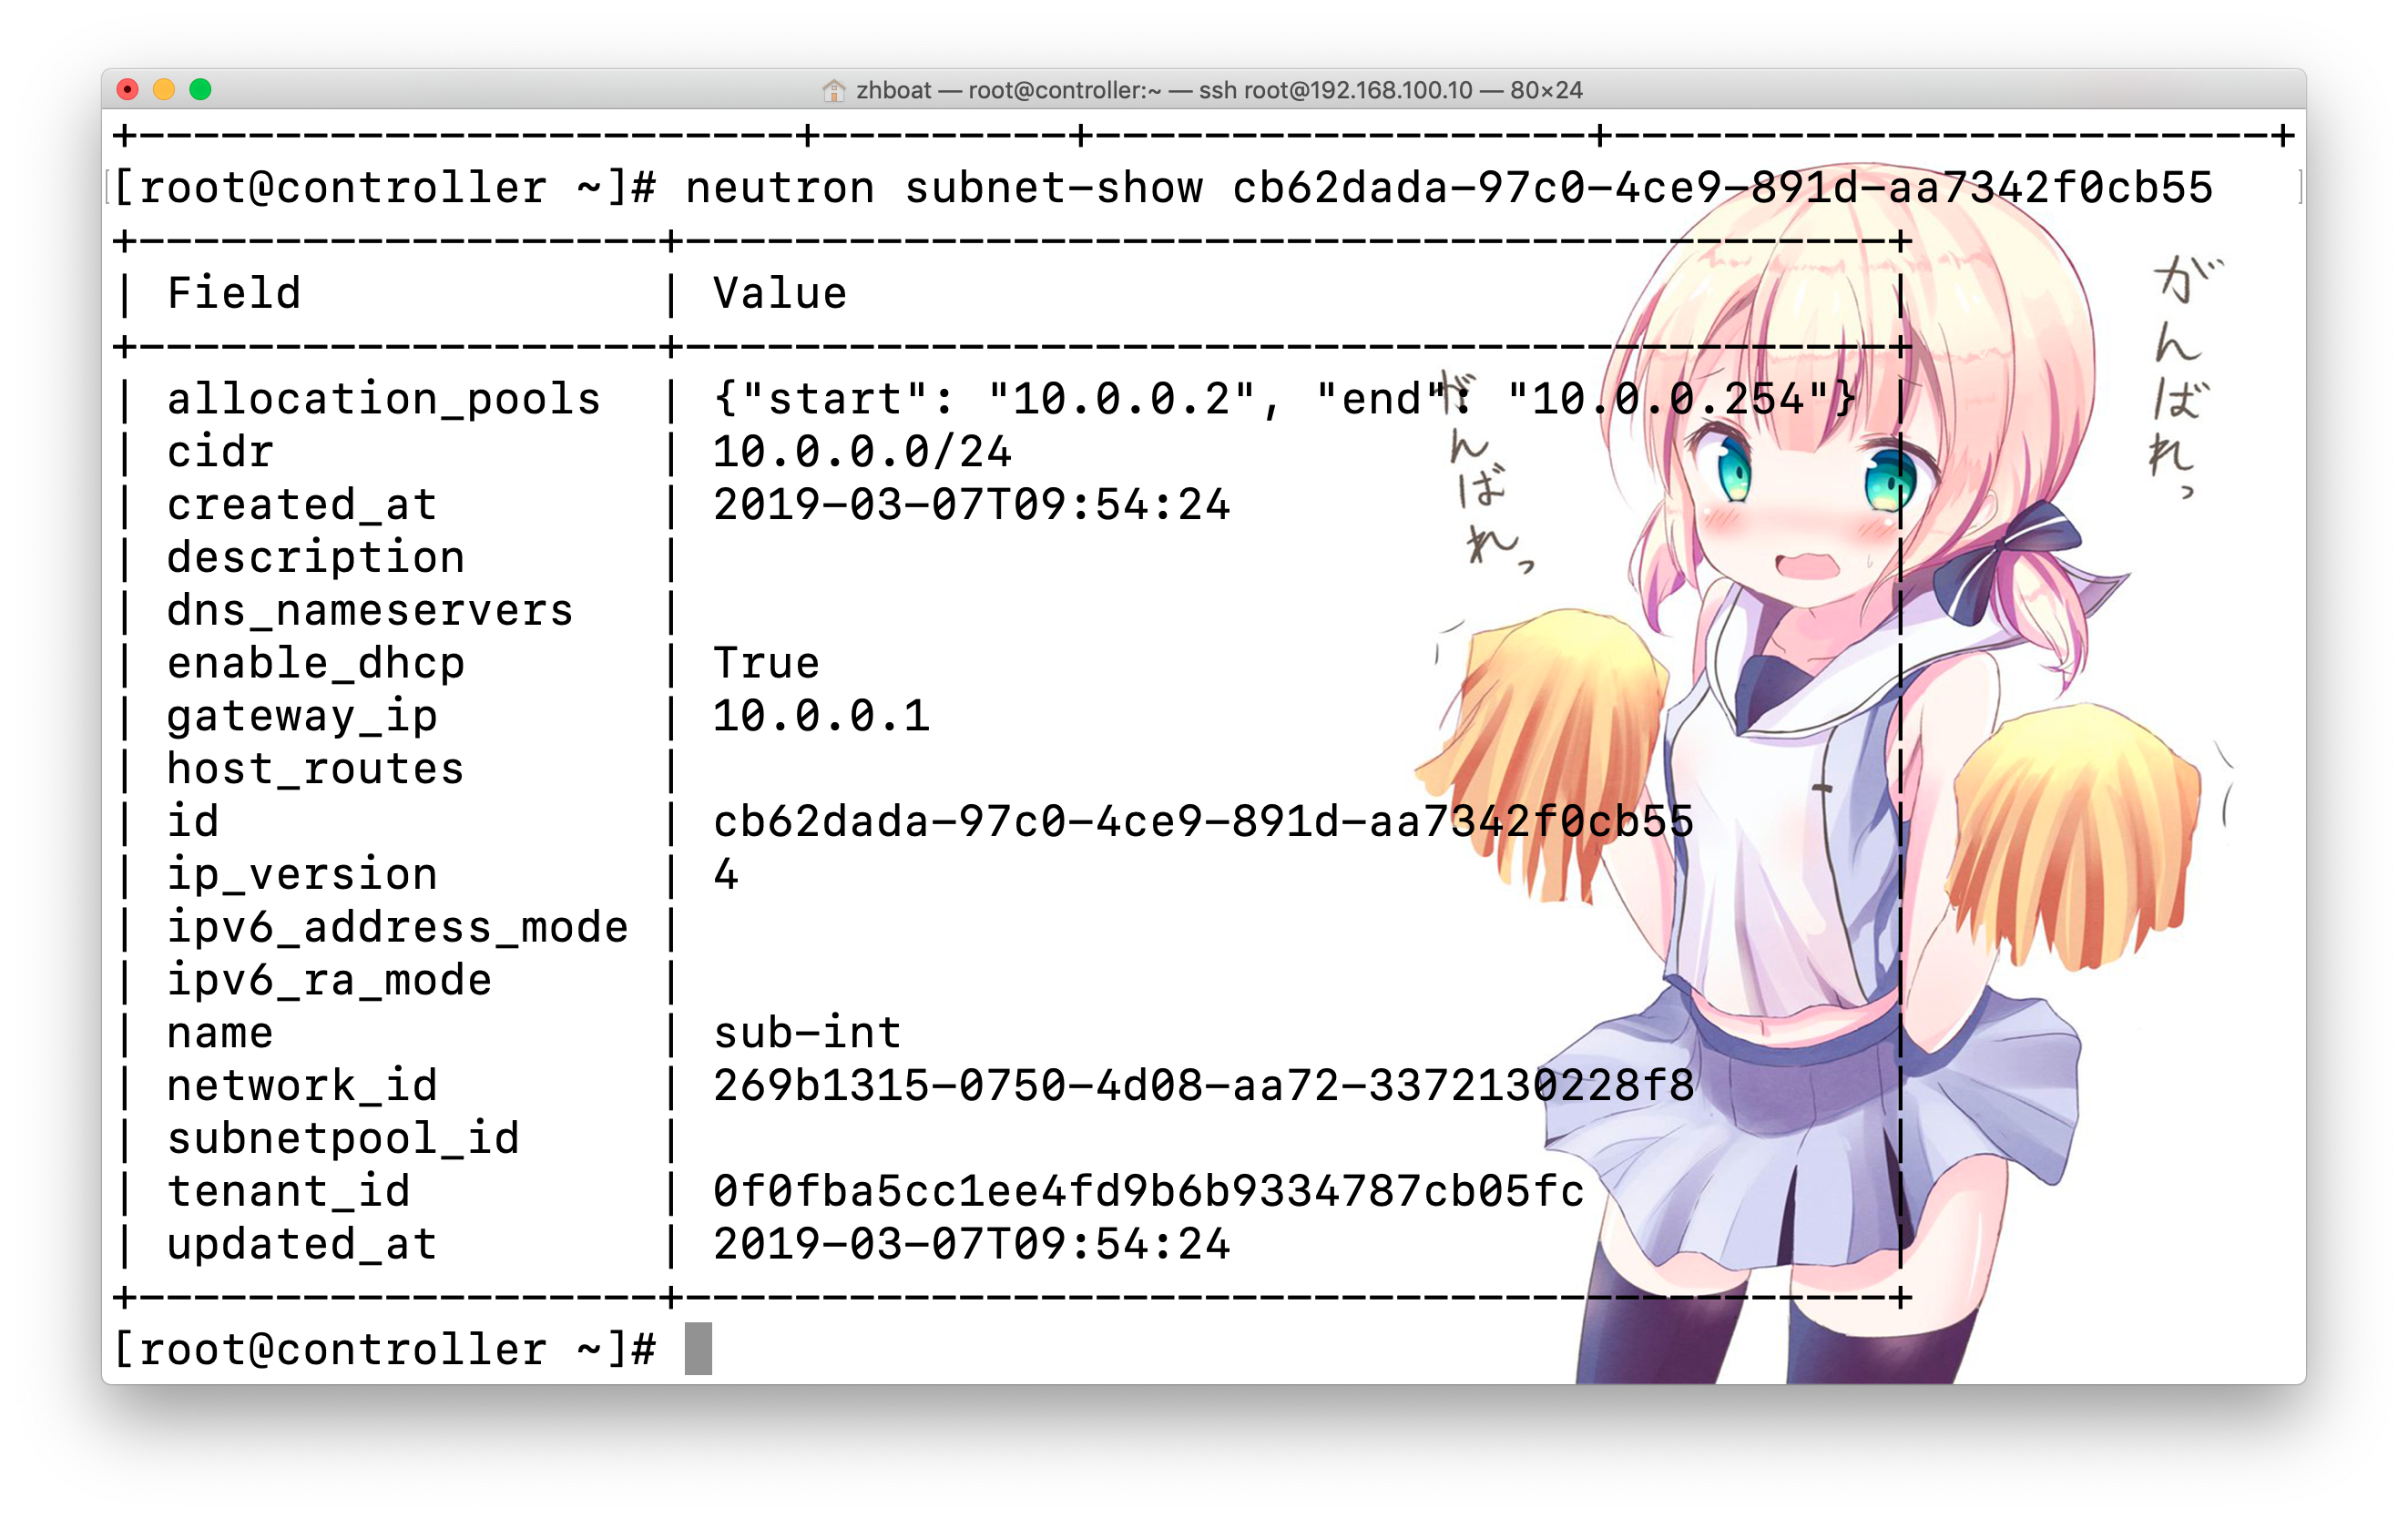 zhboat — root@controller:~ — ssh root@192.168.100.10 — 80×24
+------------------------+---------+------------------+------------------------+
[root@controller ~]# neutron subnet-show cb62dada-97c0-4ce9-891d-aa7342f0cb55
+-------------------+--------------------------------------------+
| Field             | Value                                      |
+-------------------+--------------------------------------------+
| allocation_pools  | {"start": "10.0.0.2", "end": "10.0.0.254"} |
| cidr              | 10.0.0.0/24                                |
| created_at        | 2019-03-07T09:54:24                        |
| description       |                                            |
| dns_nameservers   |                                            |
| enable_dhcp       | True                                       |
| gateway_ip        | 10.0.0.1                                   |
| host_routes       |                                            |
| id                | cb62dada-97c0-4ce9-891d-aa7342f0cb55       |
| ip_version        | 4                                          |
| ipv6_address_mode |                                            |
| ipv6_ra_mode      |                                            |
| name              | sub-int                                    |
| network_id        | 269b1315-0750-4d08-aa72-3372130228f8       |
| subnetpool_id     |                                            |
| tenant_id         | 0f0fba5cc1ee4fd9b6b9334787cb05fc           |
| updated_at        | 2019-03-07T09:54:24                        |
+-------------------+--------------------------------------------+
[root@controller ~]#
がんばれっ
がんばれっ